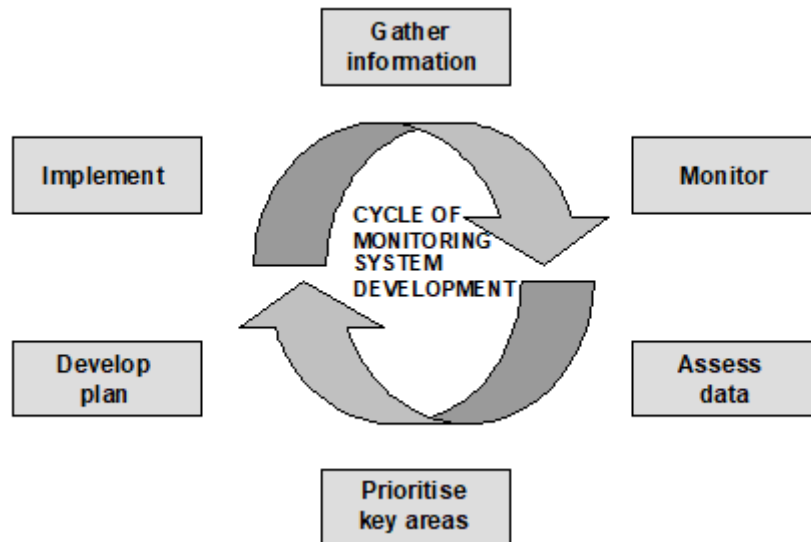 Gather
information
Implement
Monitor
CYCLE OF
MONITORING
SYSTEM
DEVELOPMENT
Develop
plan
Assess
data
Prioritise
key areas